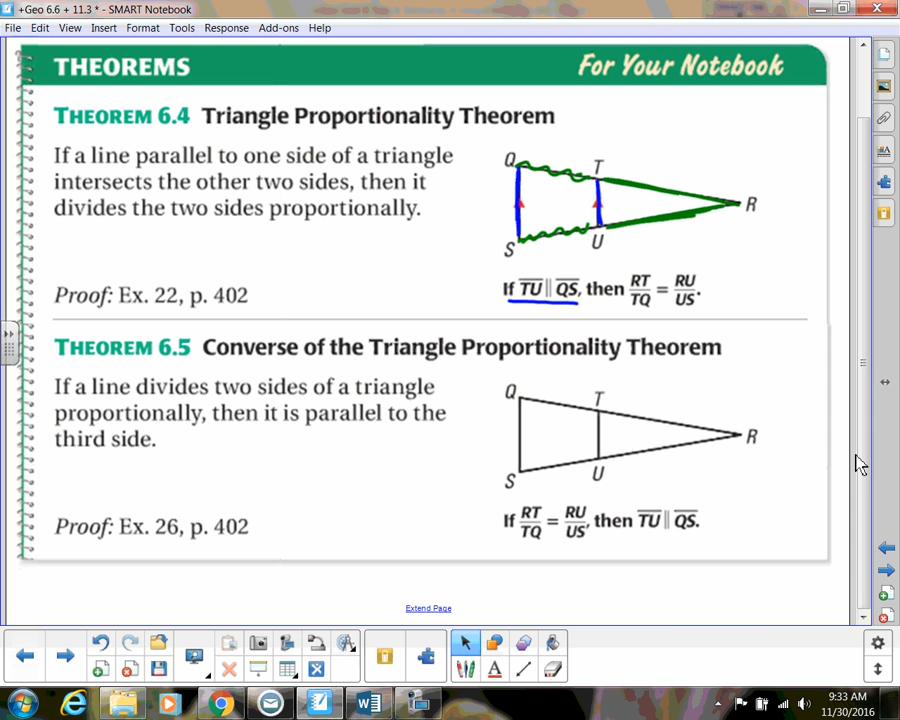 +Geo 6.6 + 11.3 * - SMART Notebook
File Edit View Insert Format Tools Response Add-ons Help
THEOREMS
For Your Notebook
THEOREM 6.4 Triangle Proportionality Theorem
If a line parallel to one side of a triangle
intersects the other two sides, then it
divides the two sides proportionally.
Q
T
R
S
U
Proof: Ex. 22, p. 402
If TU || QS, then RT/TQ = RU/US.
THEOREM 6.5 Converse of the Triangle Proportionality Theorem
If a line divides two sides of a triangle
proportionally, then it is parallel to the
third side.
Q
T
R
S
U
Proof: Ex. 26, p. 402
If RT/TQ = RU/US, then TU || QS.
Extend Page
9:33 AM
11/30/2016